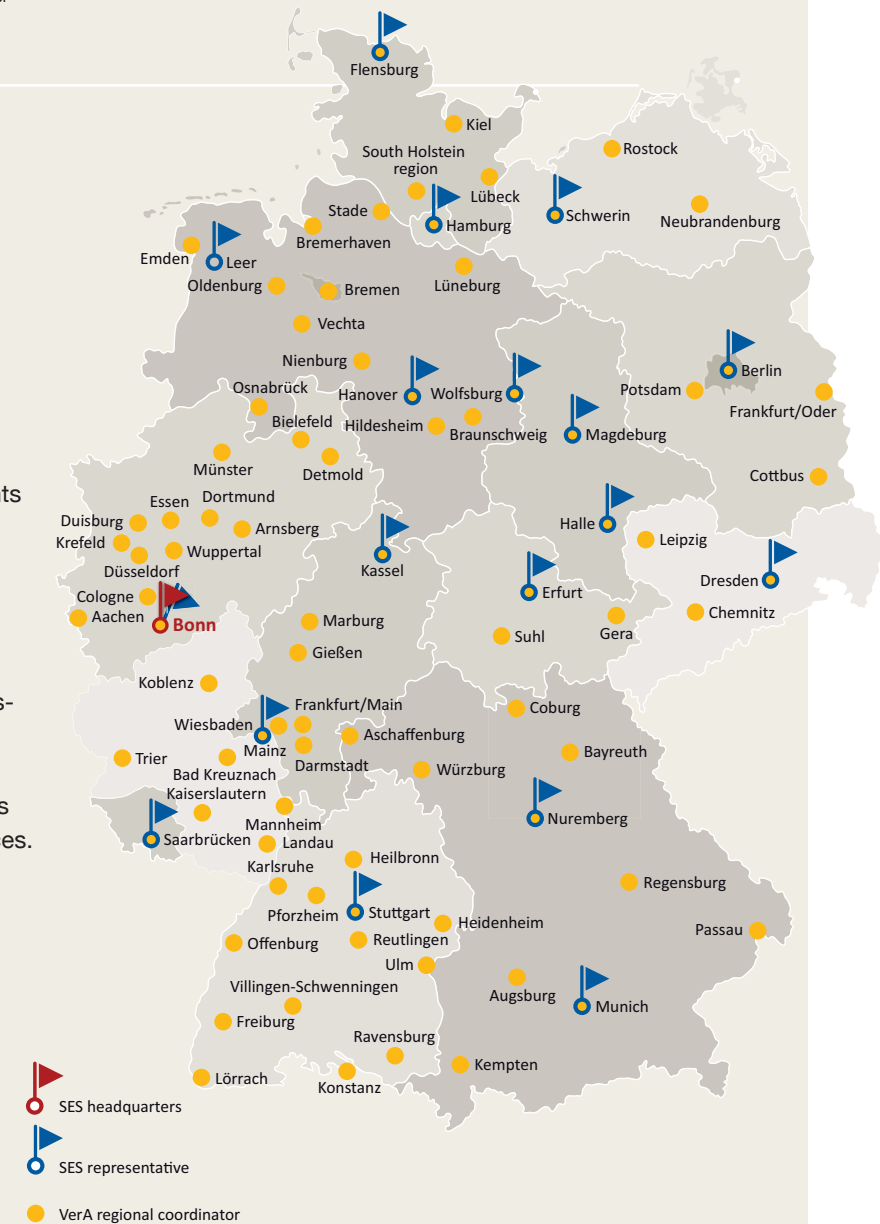 Flensburg
Kiel
Rostock
South Holstein
region
Lübeck
Schwerin
Neubrandenburg
Stade
Hamburg
Bremerhaven
Emden
Leer
Oldenburg
Bremen
Lüneburg
Vechta
Nienburg
Berlin
Potsdam
Osnabrück
Hanover
Wolfsburg
Frankfurt/Oder
Bielefeld
Hildesheim
Braunschweig
Magdeburg
Münster
Detmold
Cottbus
ts
Essen
Dortmund
Duisburg
Arnsberg
Halle
Leipzig
Krefeld
Wuppertal
Düsseldorf
Kassel
Dresden
Cologne
Erfurt
Aachen
Bonn
Marburg
Chemnitz
Gera
Suhl
Gießen
Koblenz
s-
Frankfurt/Main
Coburg
Wiesbaden
Aschaffenburg
Mainz
Bayreuth
Trier
Darmstadt
Bad Kreuznach
Würzburg
Kaiserslautern
s
Nuremberg
Mannheim
Saarbrücken
Landau
es.
Heilbronn
Karlsruhe
Regensburg
Pforzheim
Stuttgart
Heidenheim
Passau
Offenburg
Reutlingen
Ulm
Villingen-Schwenningen
Augsburg
Munich
Freiburg
Ravensburg
Kempten
Lörrach
Konstanz
SES headquarters
SES representative
VerA regional coordinator